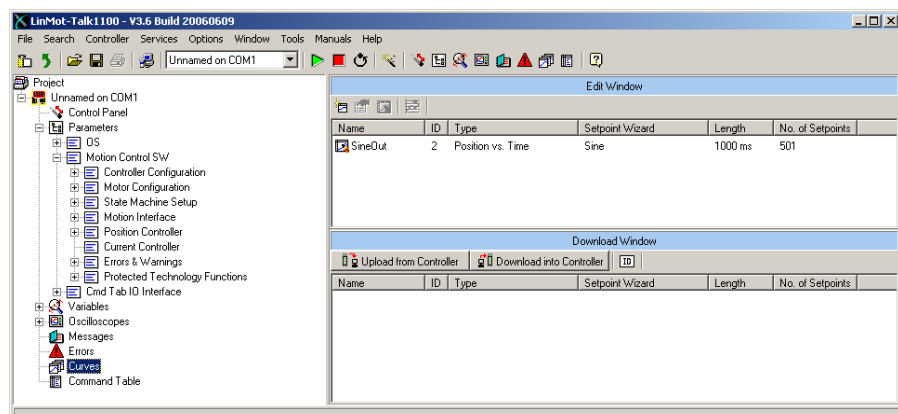 LinMot-Talk1100 - V3.6 Build 20060609
File Search Controller Services Options Window Tools Manuals Help
Unnamed on COM1
Project
Unnamed on COM1
Control Panel
Parameters
OS
Motion Control SW
Controller Configuration
Motor Configuration
State Machine Setup
Motion Interface
Position Controller
Current Controller
Errors & Warnings
Protected Technology Functions
Cmd Tab IO Interface
Variables
Oscilloscopes
Messages
Errors
Curves
Command Table
Edit Window
Name ID Type Setpoint Wizard Length No. of Setpoints
SineOut 2 Position vs. Time Sine 1000 ms 501
Download Window
Upload from Controller Download into Controller ID
Name ID Type Setpoint Wizard Length No. of Setpoints